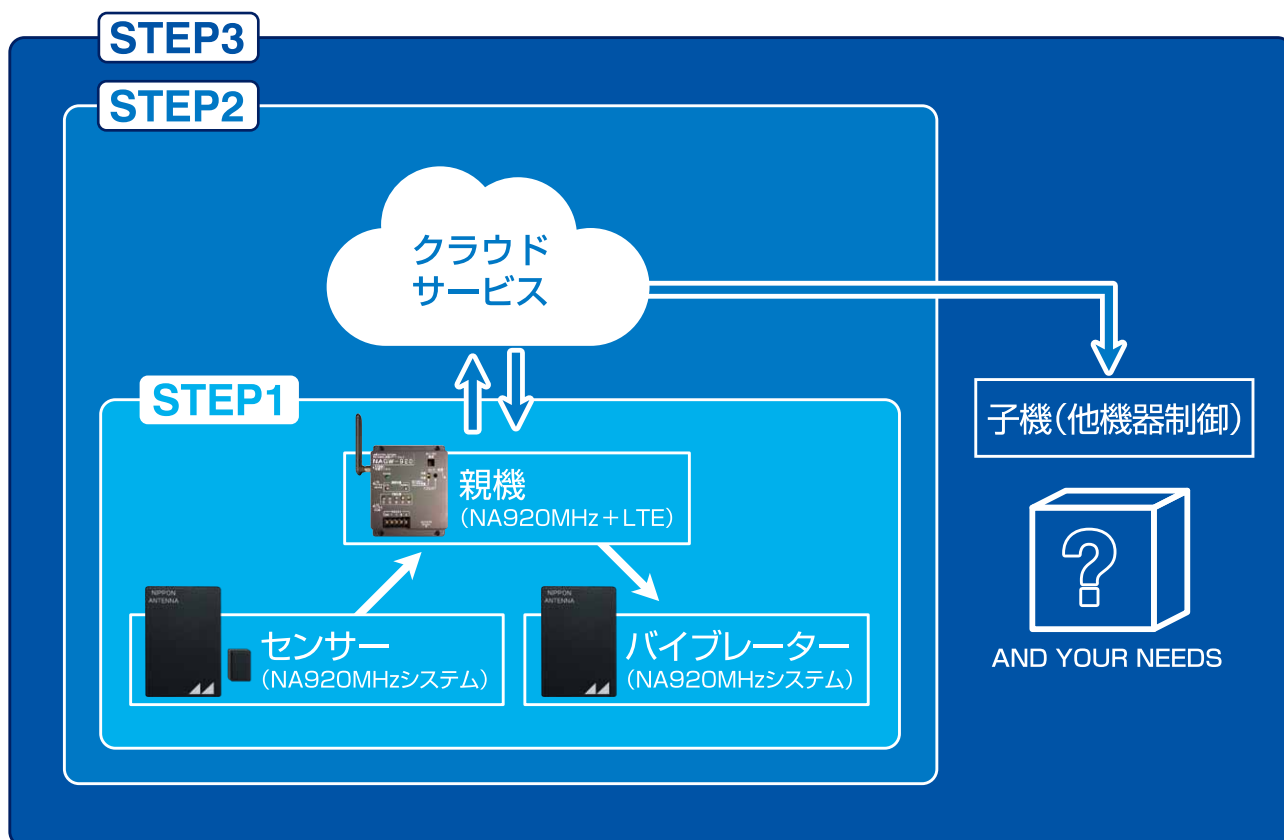 STEP3
STEP2
クラウド
サービス
STEP1
子機(他機器制御)
NAGW-920
親機
(NA920MHz+LTE)
?
NIPPON
ANTENNA
センサー
(NA920MHzシステム)
NIPPON
ANTENNA
バイブレーター
(NA920MHzシステム)
AND YOUR NEEDS